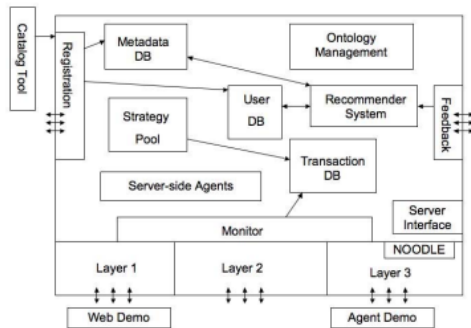 Catalog Tool
Registration
Metadata
DB
Ontology
Management
User
DB
Recommender
System
Feedback
Strategy
Pool
Transaction
DB
Server-side Agents
Server
Interface
Monitor
NOODLE
Layer 1
Layer 2
Layer 3
Web Demo
Agent Demo